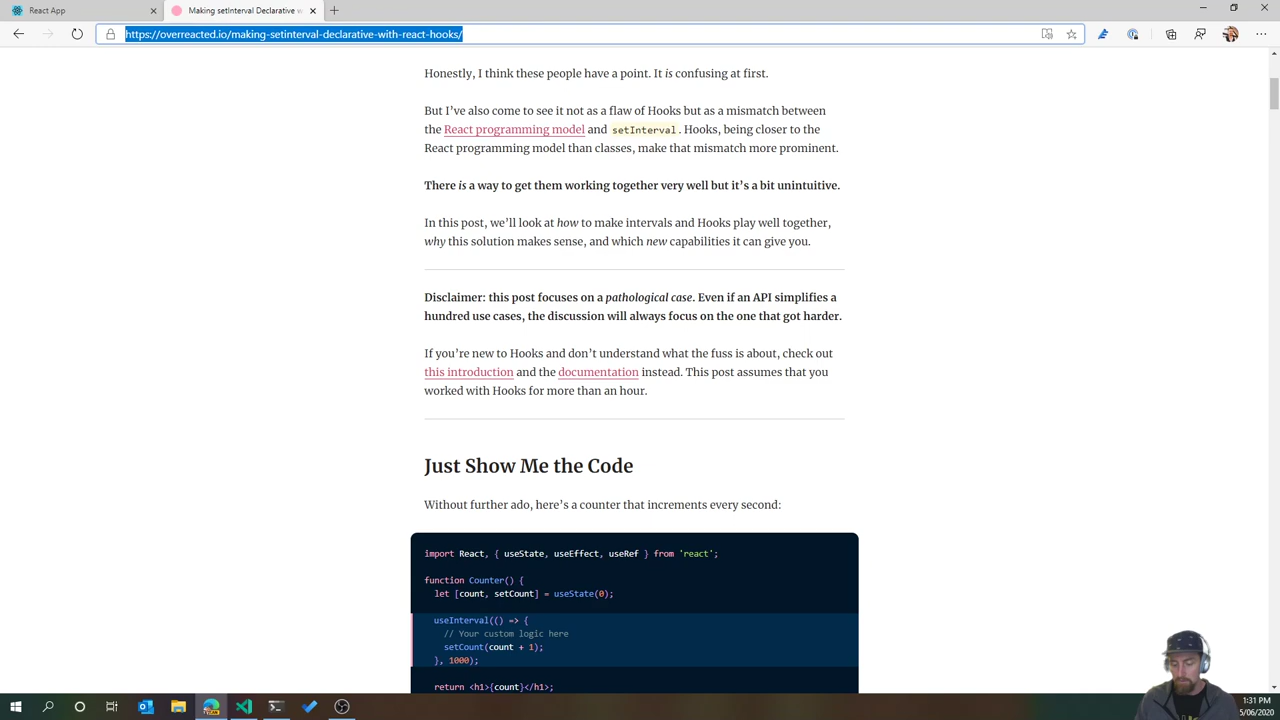 React App
Making setInterval Declarative w
https://overreacted.io/making-setinterval-declarative-with-react-hooks/
Honestly, I think these people have a point. It is confusing at first.
But I’ve also come to see it not as a flaw of Hooks but as a mismatch between
the React programming model and setInterval. Hooks, being closer to the
React programming model than classes, make that mismatch more prominent.
There is a way to get them working together very well but it’s a bit unintuitive.
In this post, we’ll look at how to make intervals and Hooks play well together,
why this solution makes sense, and which new capabilities it can give you.
Disclaimer: this post focuses on a pathological case. Even if an API simplifies a
hundred use cases, the discussion will always focus on the one that got harder.
If you’re new to Hooks and don’t understand what the fuss is about, check out
this introduction and the documentation instead. This post assumes that you
worked with Hooks for more than an hour.
Just Show Me the Code
Without further ado, here’s a counter that increments every second:
import React, { useState, useEffect, useRef } from 'react';
function Counter() {
let [count, setCount] = useState(0);
useInterval(() => {
// Your custom logic here
setCount(count + 1);
}, 1000);
return <h1>{count}</h1>;
1:31 PM
5/06/2020